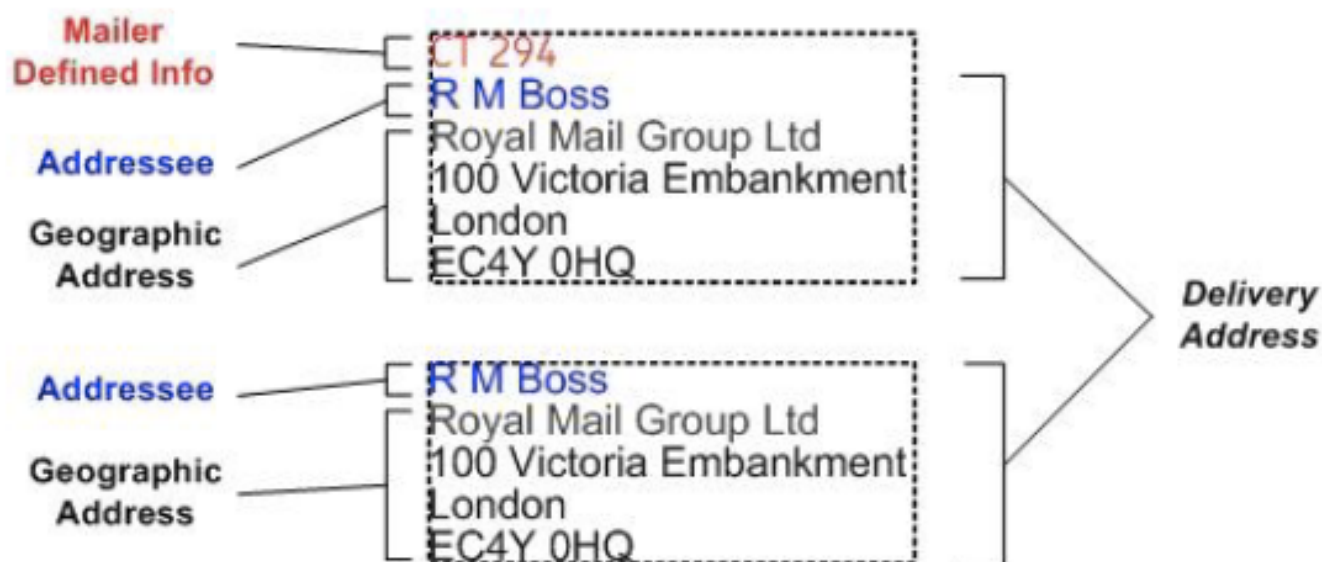 Mailer
Defined Info
CT 294
Addressee
R M Boss
Geographic
Address
Royal Mail Group Ltd
100 Victoria Embankment
London
EC4Y 0HQ
Delivery
Address
Addressee
R M Boss
Geographic
Address
Royal Mail Group Ltd
100 Victoria Embankment
London
EC4Y 0HQ